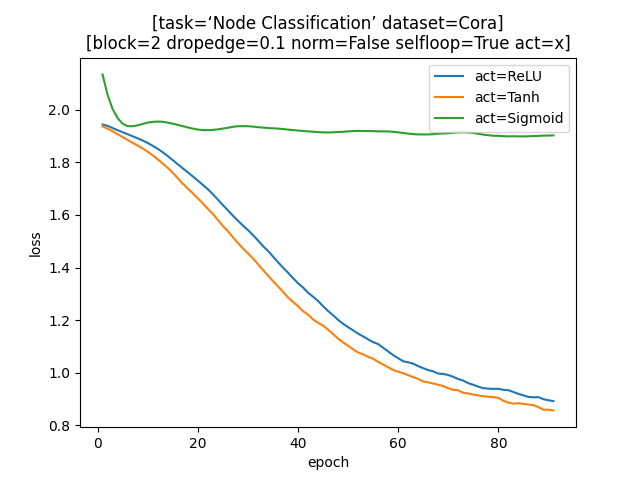 [task=‘Node Classification’ dataset=Cora]
[block=2 dropedge=0.1 norm=False selfloop=True act=x]
act=ReLU
act=Tanh
act=Sigmoid
2.0
1.8
1.6
1.4
1.2
1.0
0.8
loss
0 20 40 60 80
epoch